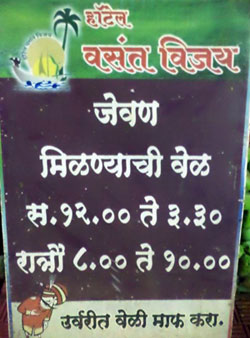 हॉटेल
वसंत विजय
जेवण
मिळण्याची वेळ
स.१२.०० ते ३.३०
रात्रौ ८.०० ते १०.००
उर्वरीत वेळी माफ करा.